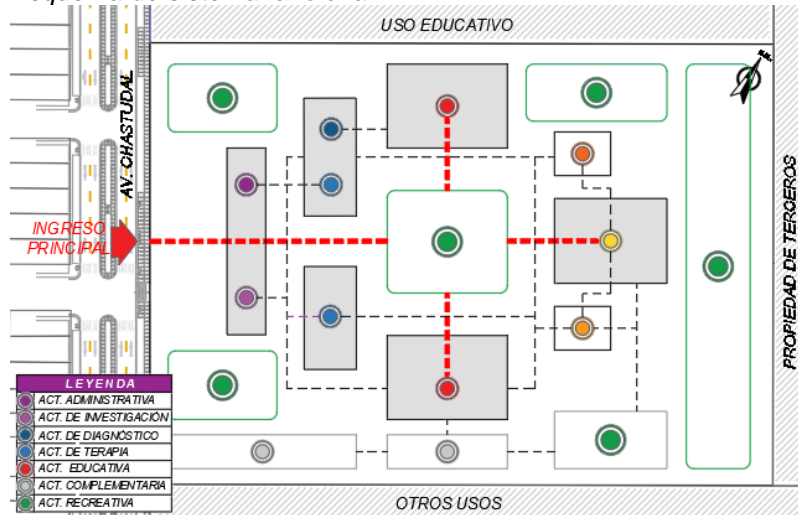 USO EDUCATIVO
AV. CHASTUDAL
INGRESO
PRINCIPAL
PROPIEDAD DE TERCEROS
LEYENDA
ACT. ADMINISTRATIVA
ACT. DE INVESTIGACIÓN
ACT. DE DIAGNÓSTICO
ACT. DE TERAPIA
ACT. EDUCATIVA
ACT. COMPLEMENTARIA
ACT. RECREATIVA
OTROS USOS